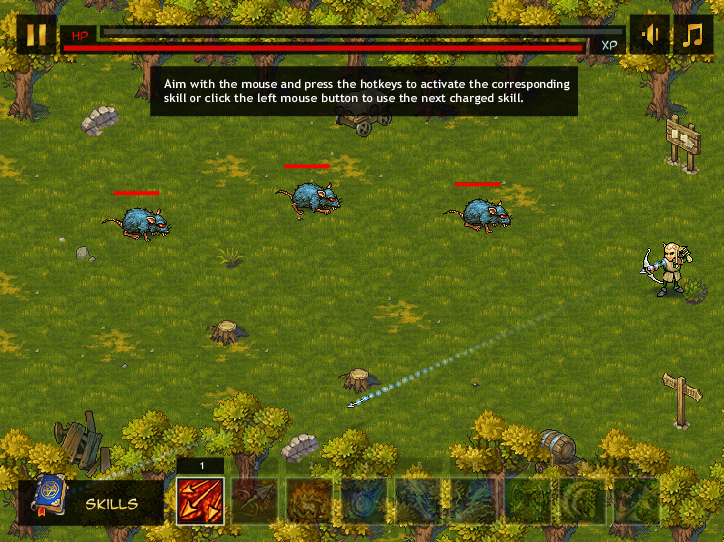 HP
XP
Aim with the mouse and press the hotkeys to activate the corresponding
skill or click the left mouse button to use the next charged skill.
1
SKILLS